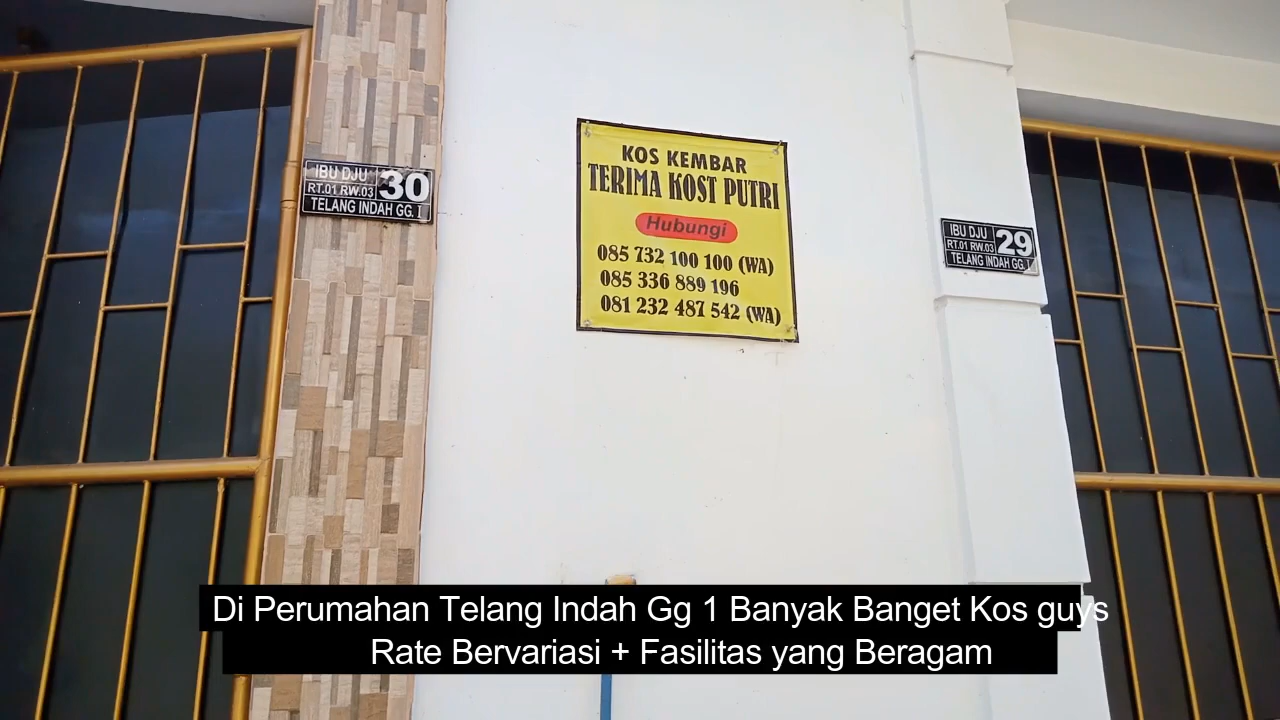 IBU DJU
RT.01 RW.03
30
TELANG INDAH GG. I
KOS KEMBAR
TERIMA KOST PUTRI
Hubungi
085 732 100 100 (WA)
085 336 889 196
081 232 487 542 (WA)
IBU DJU
RT.01 RW.03
29
TELANG INDAH GG. I
Di Perumahan Telang Indah Gg 1 Banyak Banget Kos guys
Rate Bervariasi + Fasilitas yang Beragam